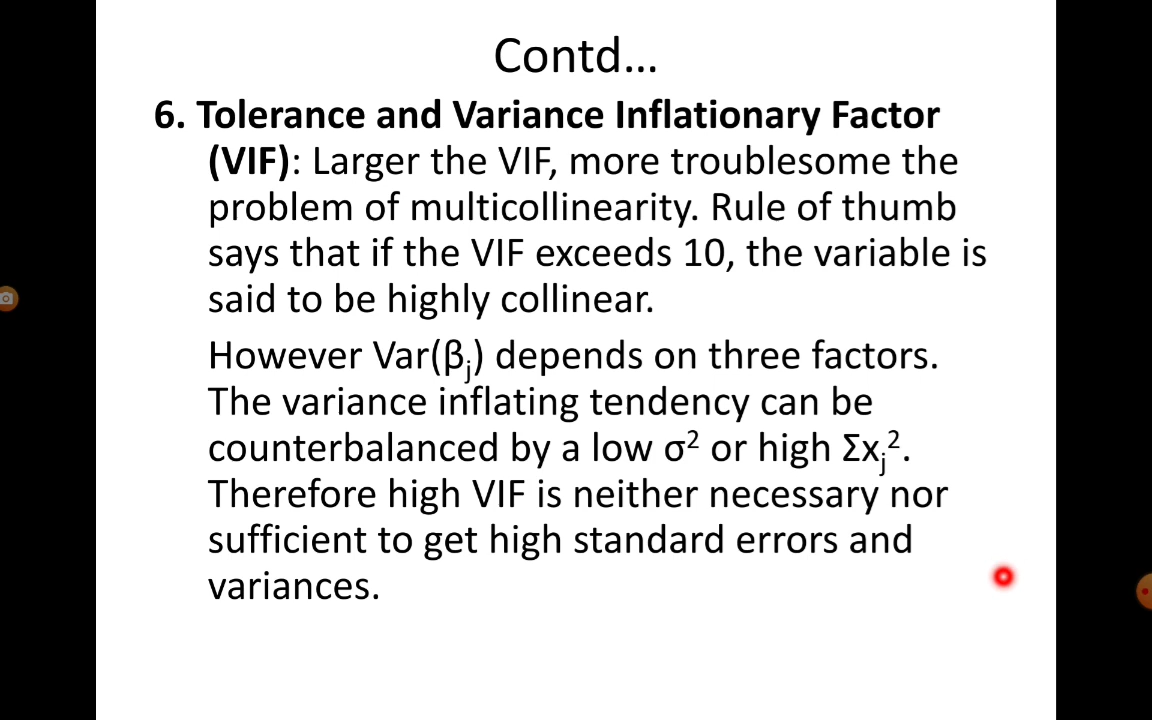 Contd...
6. Tolerance and Variance Inflationary Factor
(VIF): Larger the VIF, more troublesome the
problem of multicollinearity. Rule of thumb
says that if the VIF exceeds 10, the variable is
said to be highly collinear.
However Var(βⱼ) depends on three factors.
The variance inflating tendency can be
counterbalanced by a low σ² or high Σxⱼ².
Therefore high VIF is neither necessary nor
sufficient to get high standard errors and
variances.